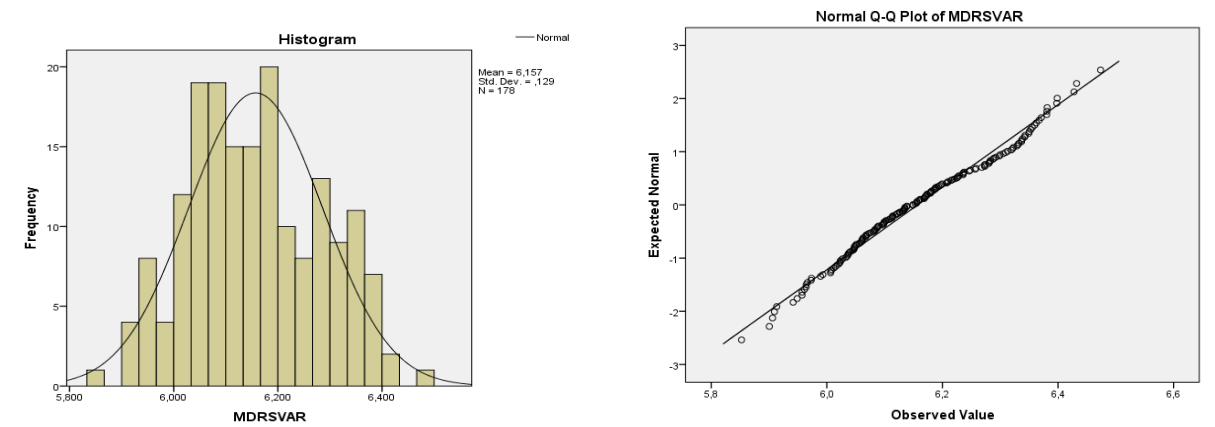 Histogram
Normal
Mean = 6,157
Std. Dev. = ,129
N = 178
20
15
10
5
0
Frequency
5,800 6,000 6,200 6,400
MDRSVAR
Normal Q-Q Plot of MDRSVAR
3
2
1
0
-1
-2
-3
Expected Normal
5,8 6,0 6,2 6,4 6,6
Observed Value